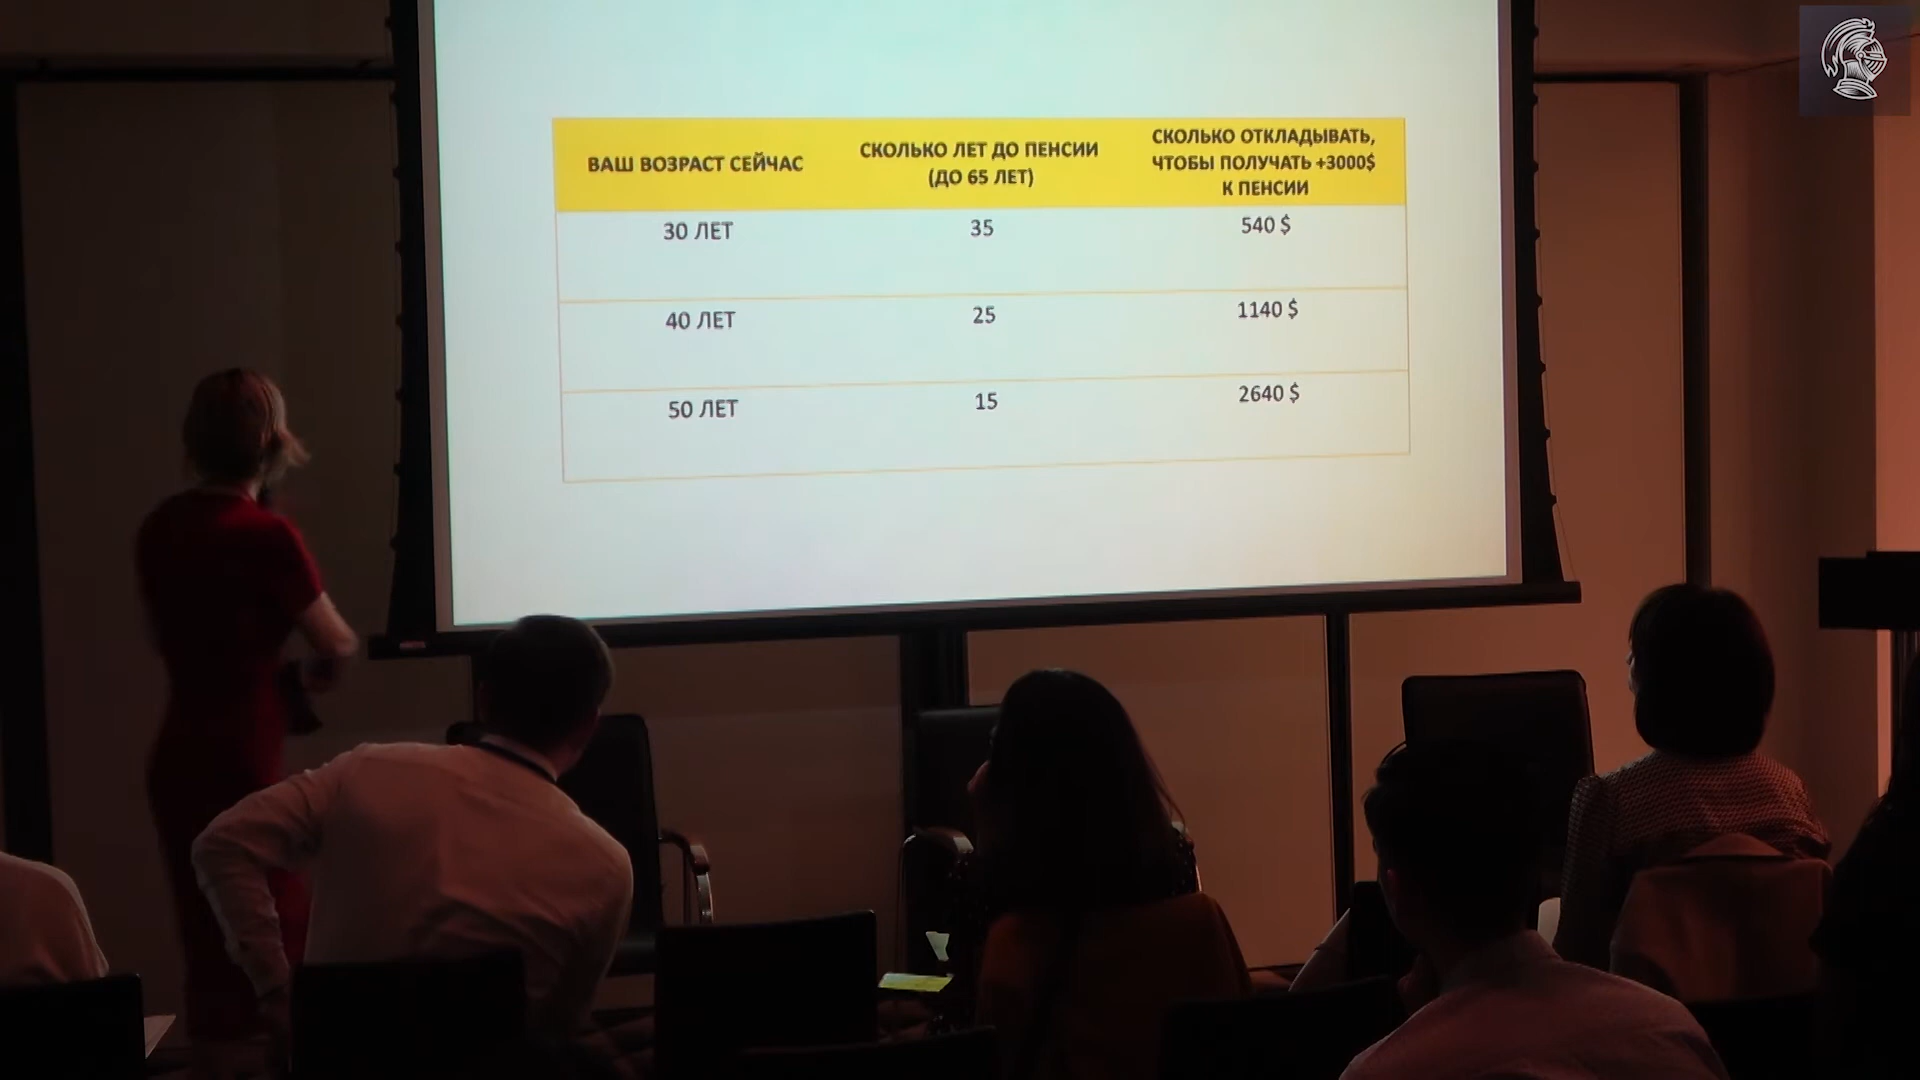 ВАШ ВОЗРАСТ СЕЙЧАС
СКОЛЬКО ЛЕТ ДО ПЕНСИИ
(ДО 65 ЛЕТ)
СКОЛЬКО ОТКЛАДЫВАТЬ,
ЧТОБЫ ПОЛУЧАТЬ +3000$
К ПЕНСИИ
30 ЛЕТ
35
540 $
40 ЛЕТ
25
1140 $
50 ЛЕТ
15
2640 $